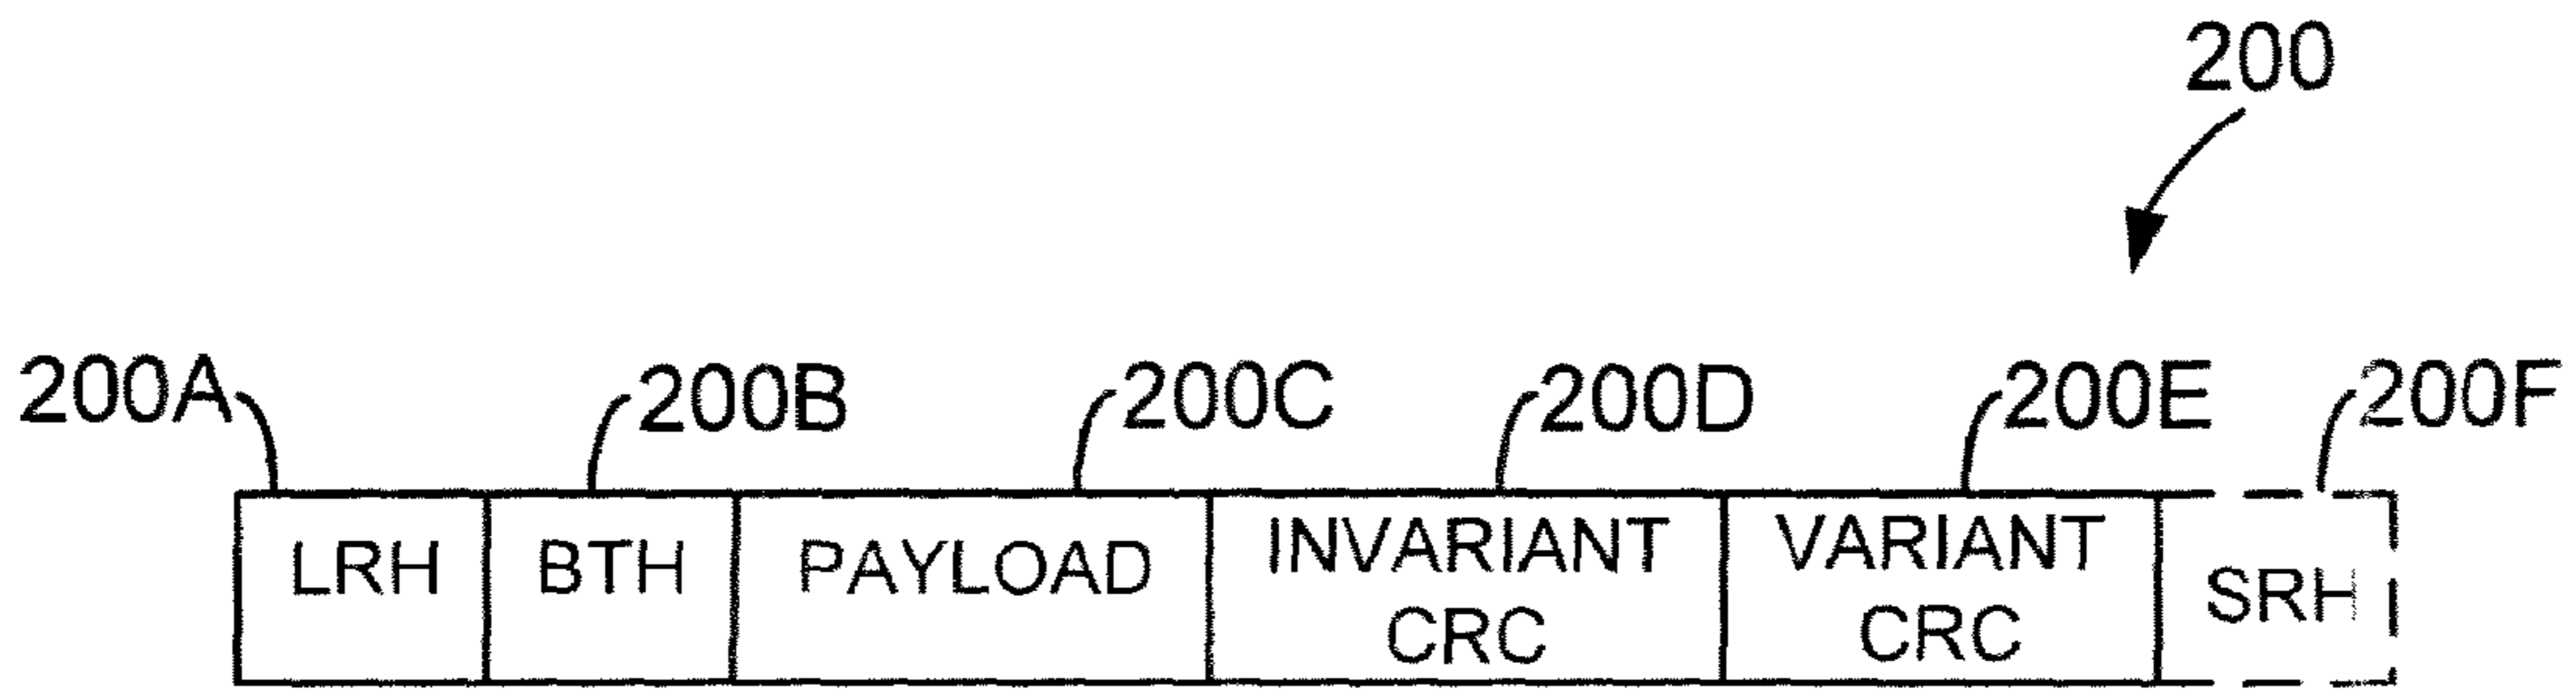 200
200A 200B 200C 200D 200E 200F
LRH BTH PAYLOAD INVARIANT CRC VARIANT CRC SRH